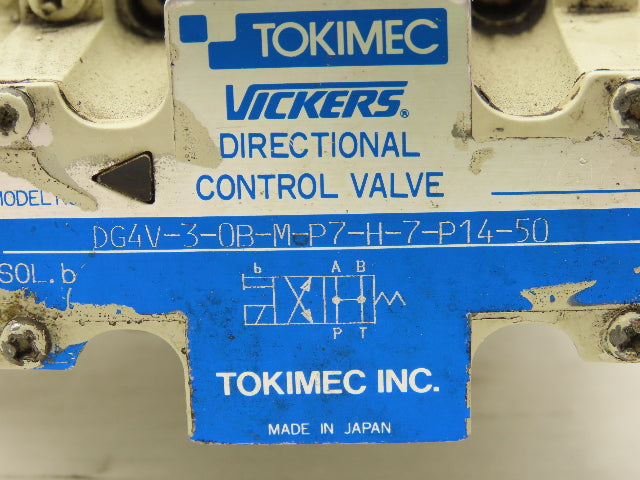 TOKIMEC
VICKERS®
DIRECTIONAL
CONTROL VALVE
DG4V-3-0B-M-P7-H-7-P14-50
SOL.b
b A B
P T
TOKIMEC INC.
MADE IN JAPAN